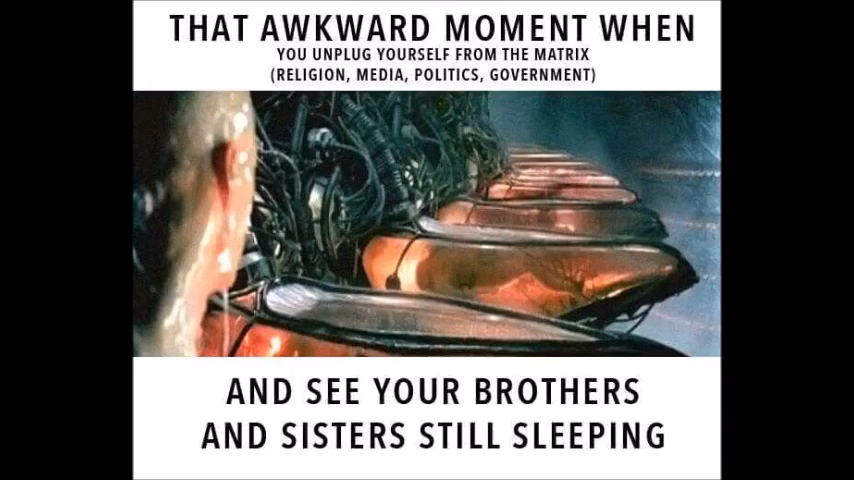 THAT AWKWARD MOMENT WHEN
YOU UNPLUG YOURSELF FROM THE MATRIX
(RELIGION, MEDIA, POLITICS, GOVERNMENT)
AND SEE YOUR BROTHERS
AND SISTERS STILL SLEEPING